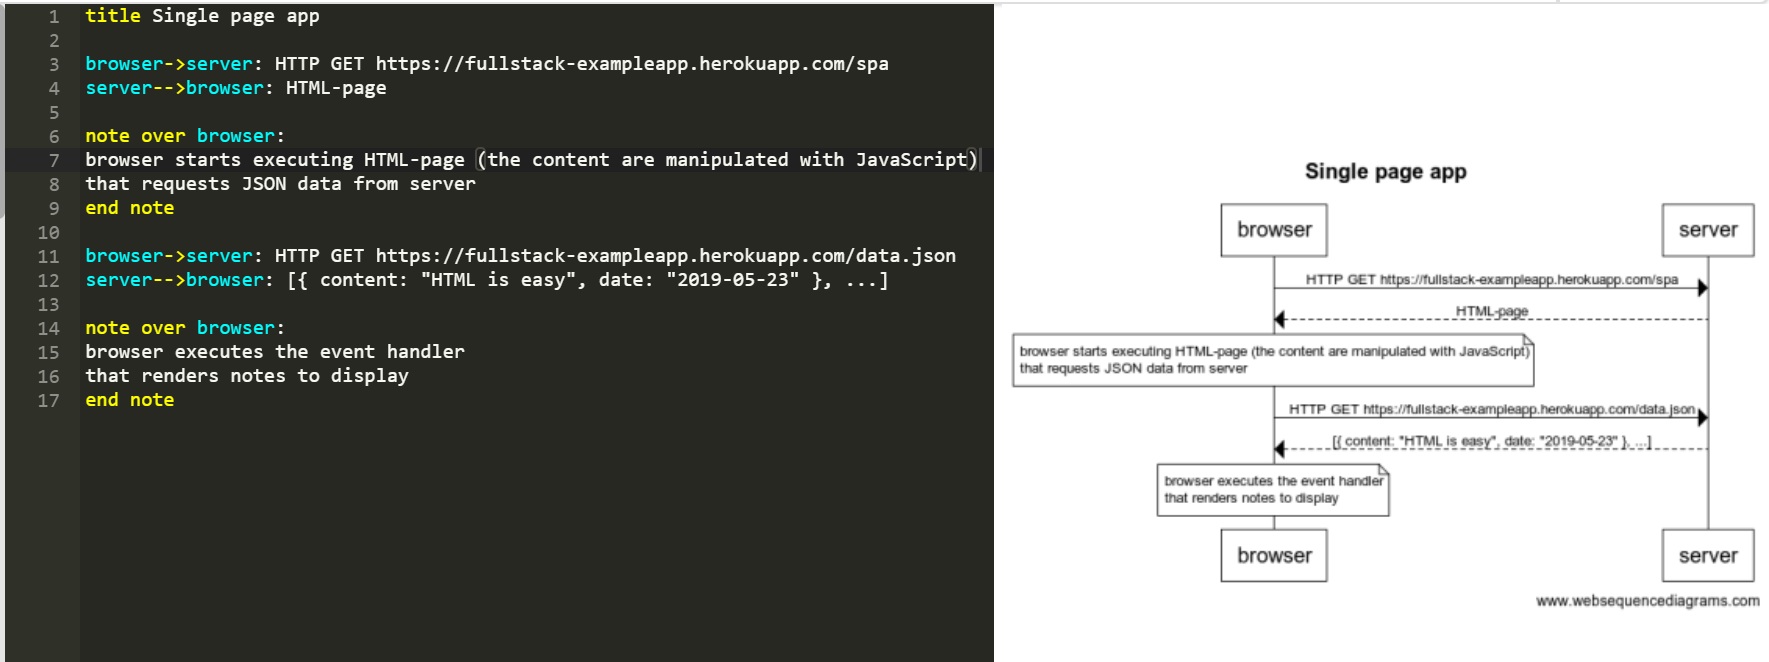 1 title Single page app
2
3 browser->server: HTTP GET https://fullstack-exampleapp.herokuapp.com/spa
4 server-->browser: HTML-page
5
6 note over browser:
7 browser starts executing HTML-page (the content are manipulated with JavaScript)
8 that requests JSON data from server
9 end note
10
11 browser->server: HTTP GET https://fullstack-exampleapp.herokuapp.com/data.json
12 server-->browser: [{ content: "HTML is easy", date: "2019-05-23" }, ...]
13
14 note over browser:
15 browser executes the event handler
16 that renders notes to display
17 end note
Single page app
browser
server
HTTP GET https://fullstack-exampleapp.herokuapp.com/spa
HTML-page
browser starts executing HTML-page (the content are manipulated with JavaScript)
that requests JSON data from server
HTTP GET https://fullstack-exampleapp.herokuapp.com/data.json
[{ content: "HTML is easy", date: "2019-05-23" }, ...]
browser executes the event handler
that renders notes to display
browser
server
www.websequencediagrams.com